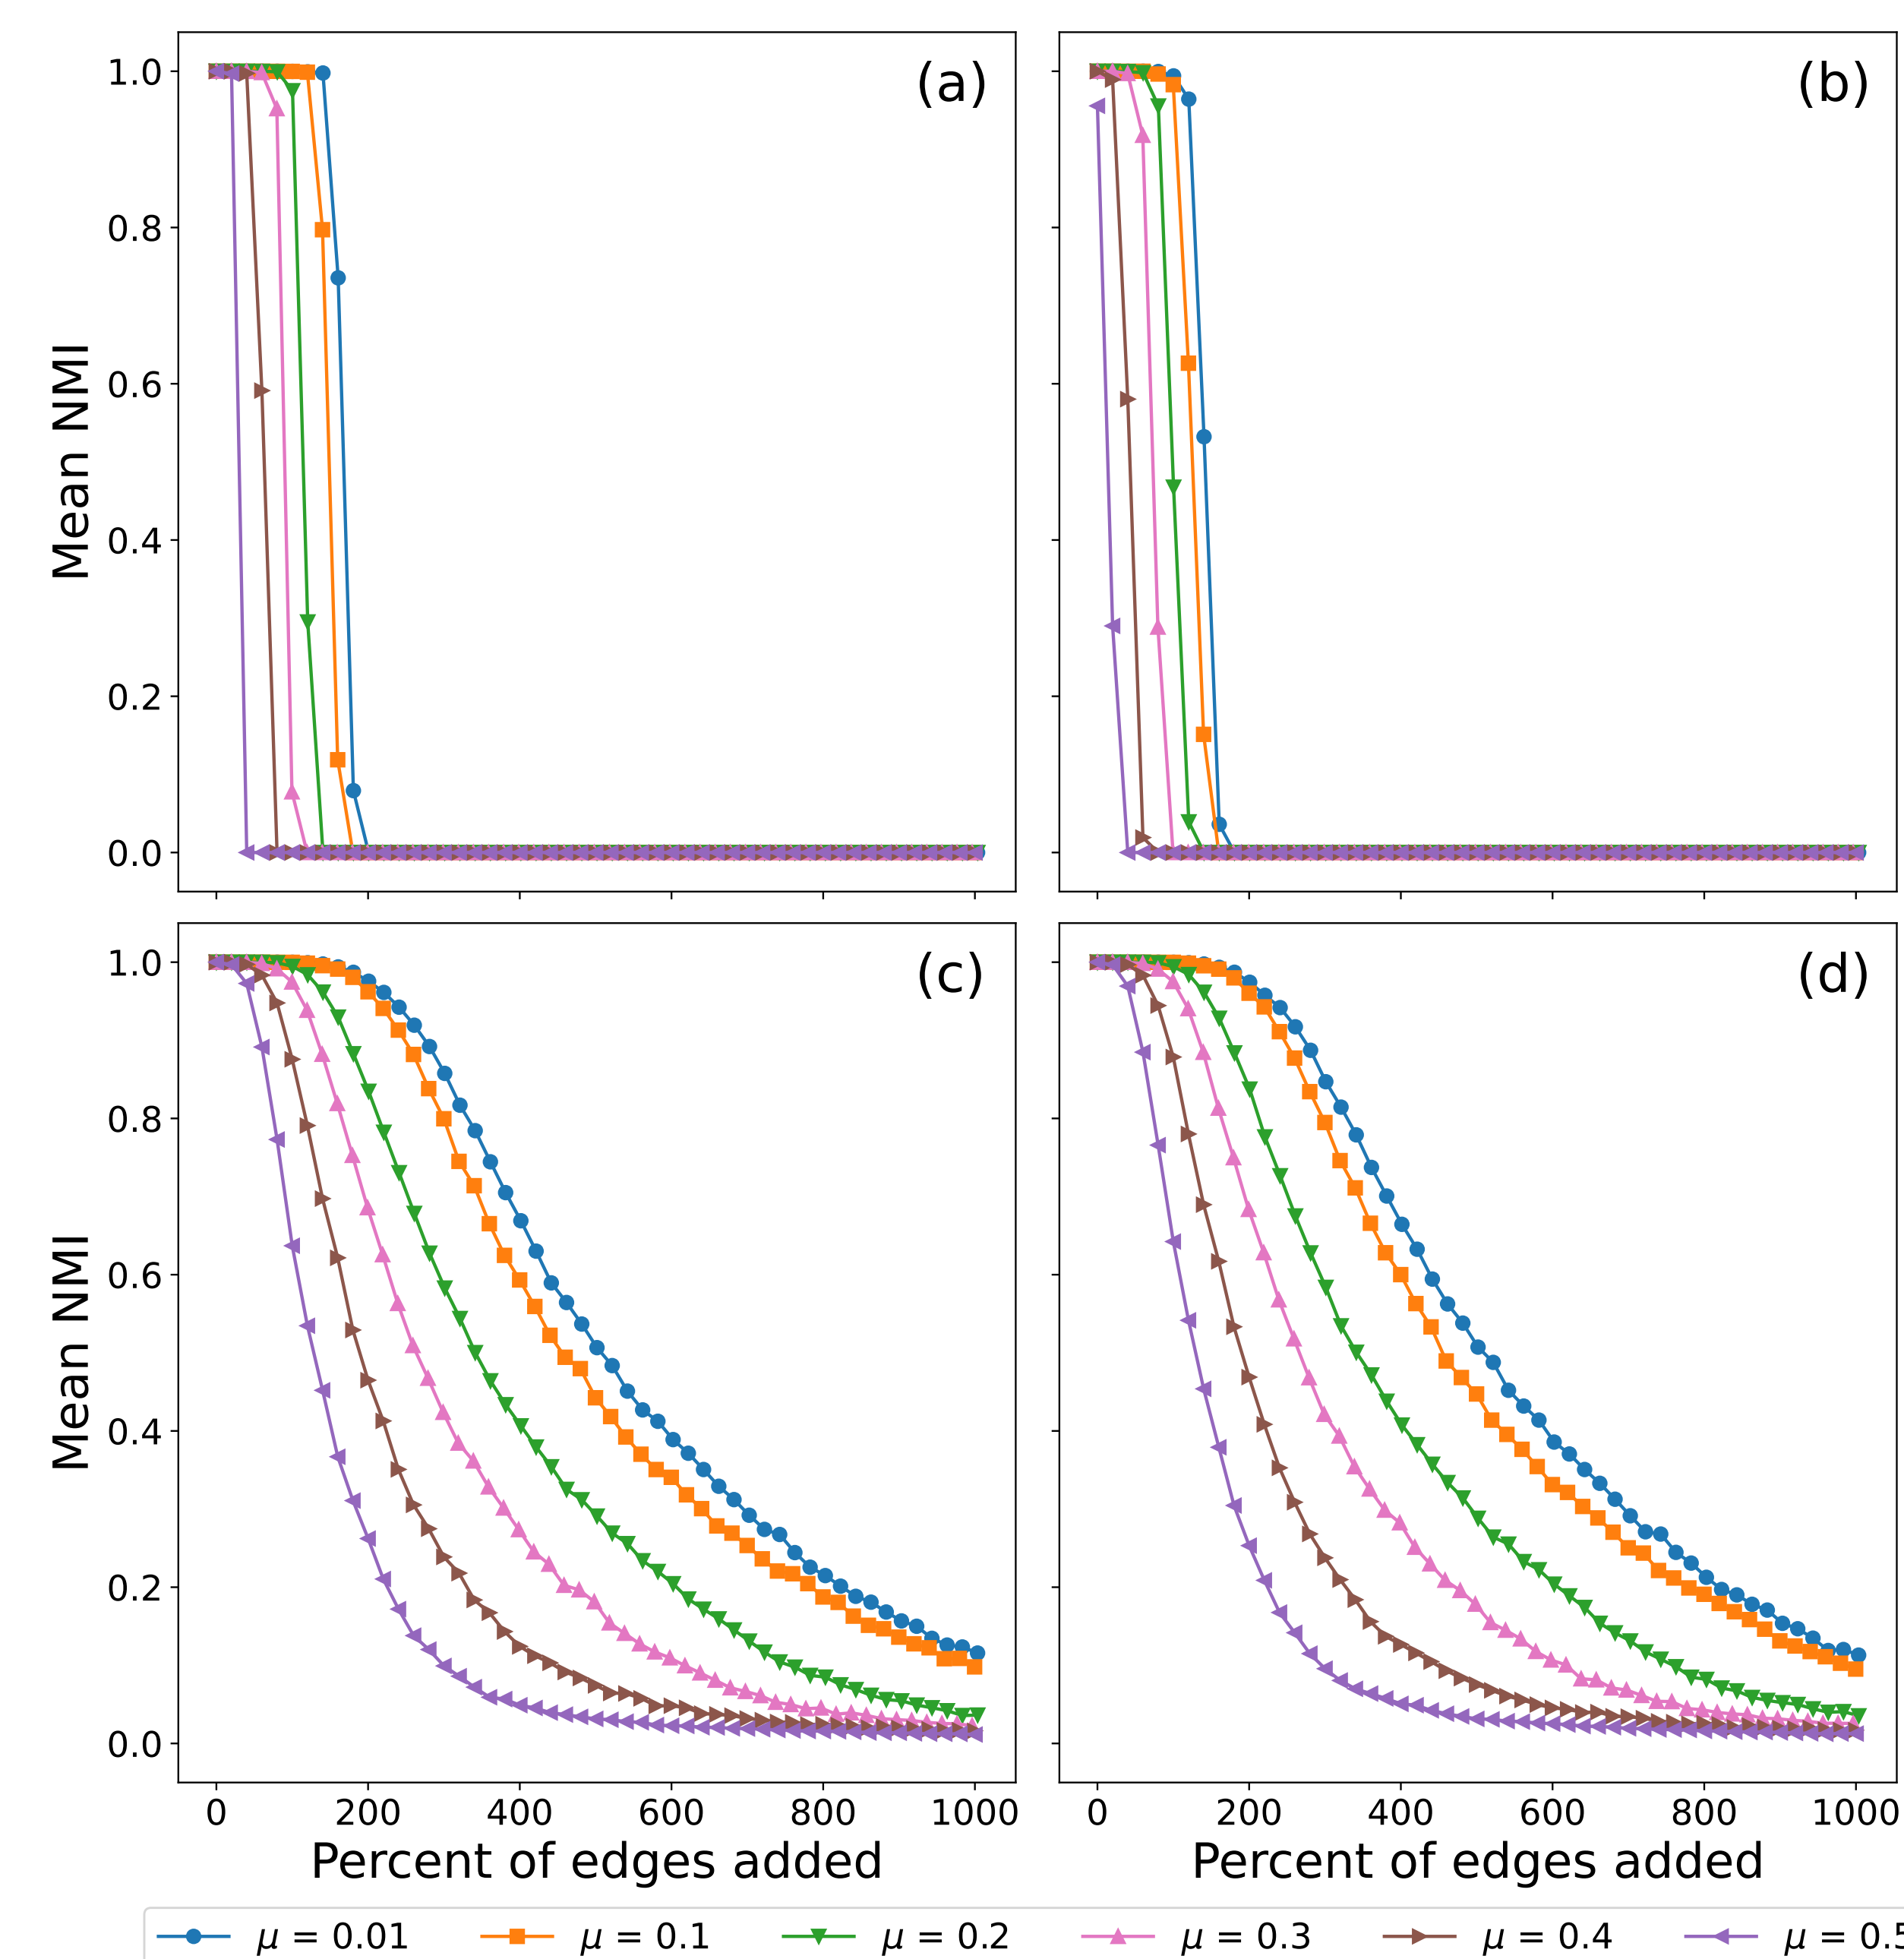 (a)
(b)
1.0
0.8
0.6
0.4
0.2
0.0
Mean NMI
(c)
(d)
1.0
0.8
0.6
0.4
0.2
0.0
Mean NMI
0 200 400 600 800 1000
0 200 400 600 800 1000
Percent of edges added
Percent of edges added
μ = 0.01 μ = 0.1 μ = 0.2 μ = 0.3 μ = 0.4 μ = 0.5